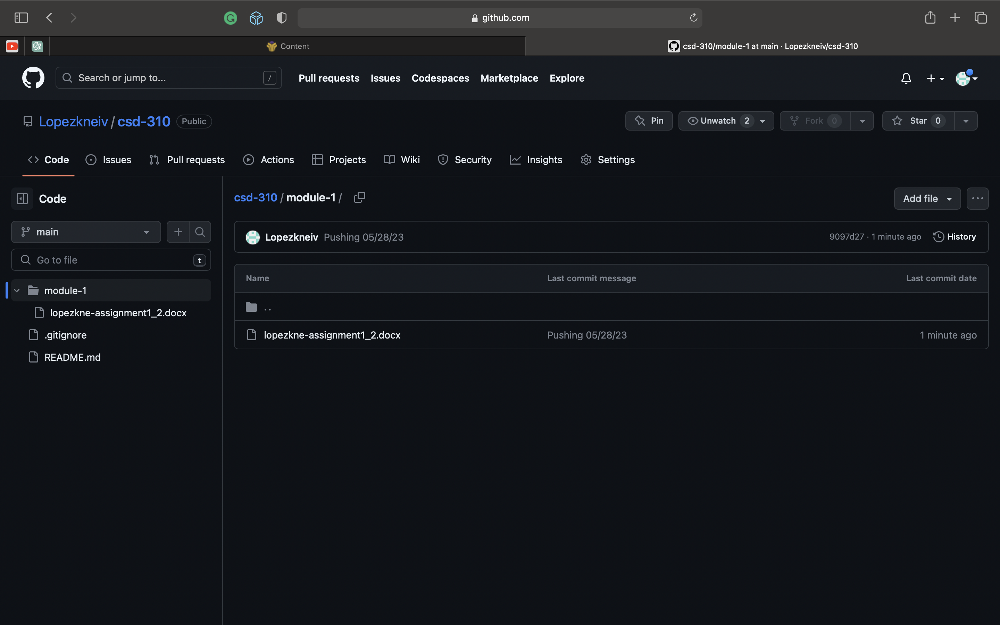 github.com
Content
csd-310/module-1 at main · Lopezkneiv/csd-310
Search or jump to... /
Pull requests Issues Codespaces Marketplace Explore
Lopezkneiv / csd-310 Public
Pin Unwatch 2 Fork 0 Star 0
Code Issues Pull requests Actions Projects Wiki Security Insights Settings
Code
main
Go to file t
module-1
lopezkne-assignment1_2.docx
.gitignore
README.md
csd-310 / module-1 /
Add file ...
Lopezkneiv Pushing 05/28/23 9097d27 · 1 minute ago History
Name Last commit message Last commit date
..
lopezkne-assignment1_2.docx Pushing 05/28/23 1 minute ago